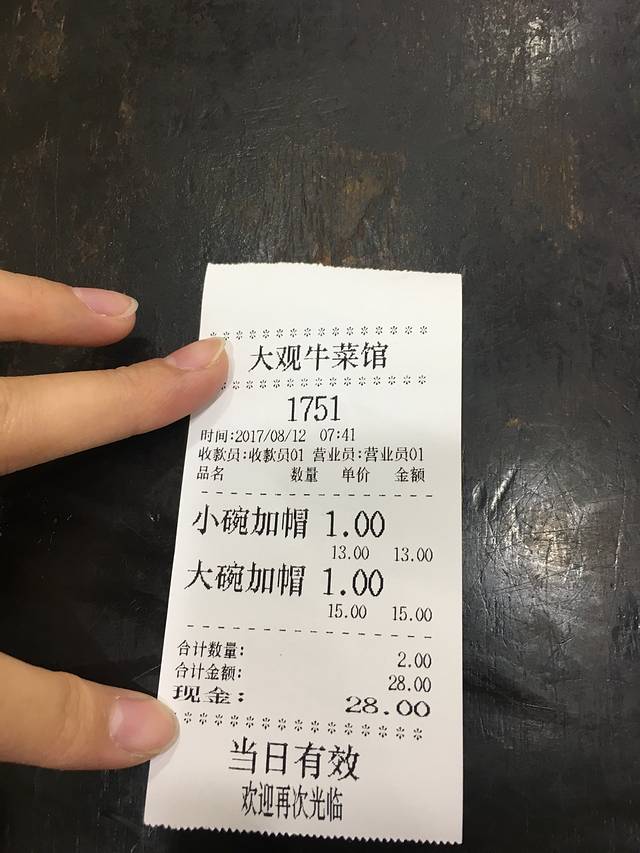 ***************
大观牛菜馆
***************
1751
时间:2017/08/12 07:41
收款员:收款员01 营业员:营业员01
品名 数量 单价 金额
小碗加帽 1.00
13.00 13.00
大碗加帽 1.00
15.00 15.00
合计数量: 2.00
合计金额: 28.00
现金: 28.00
***************
当日有效
欢迎再次光临